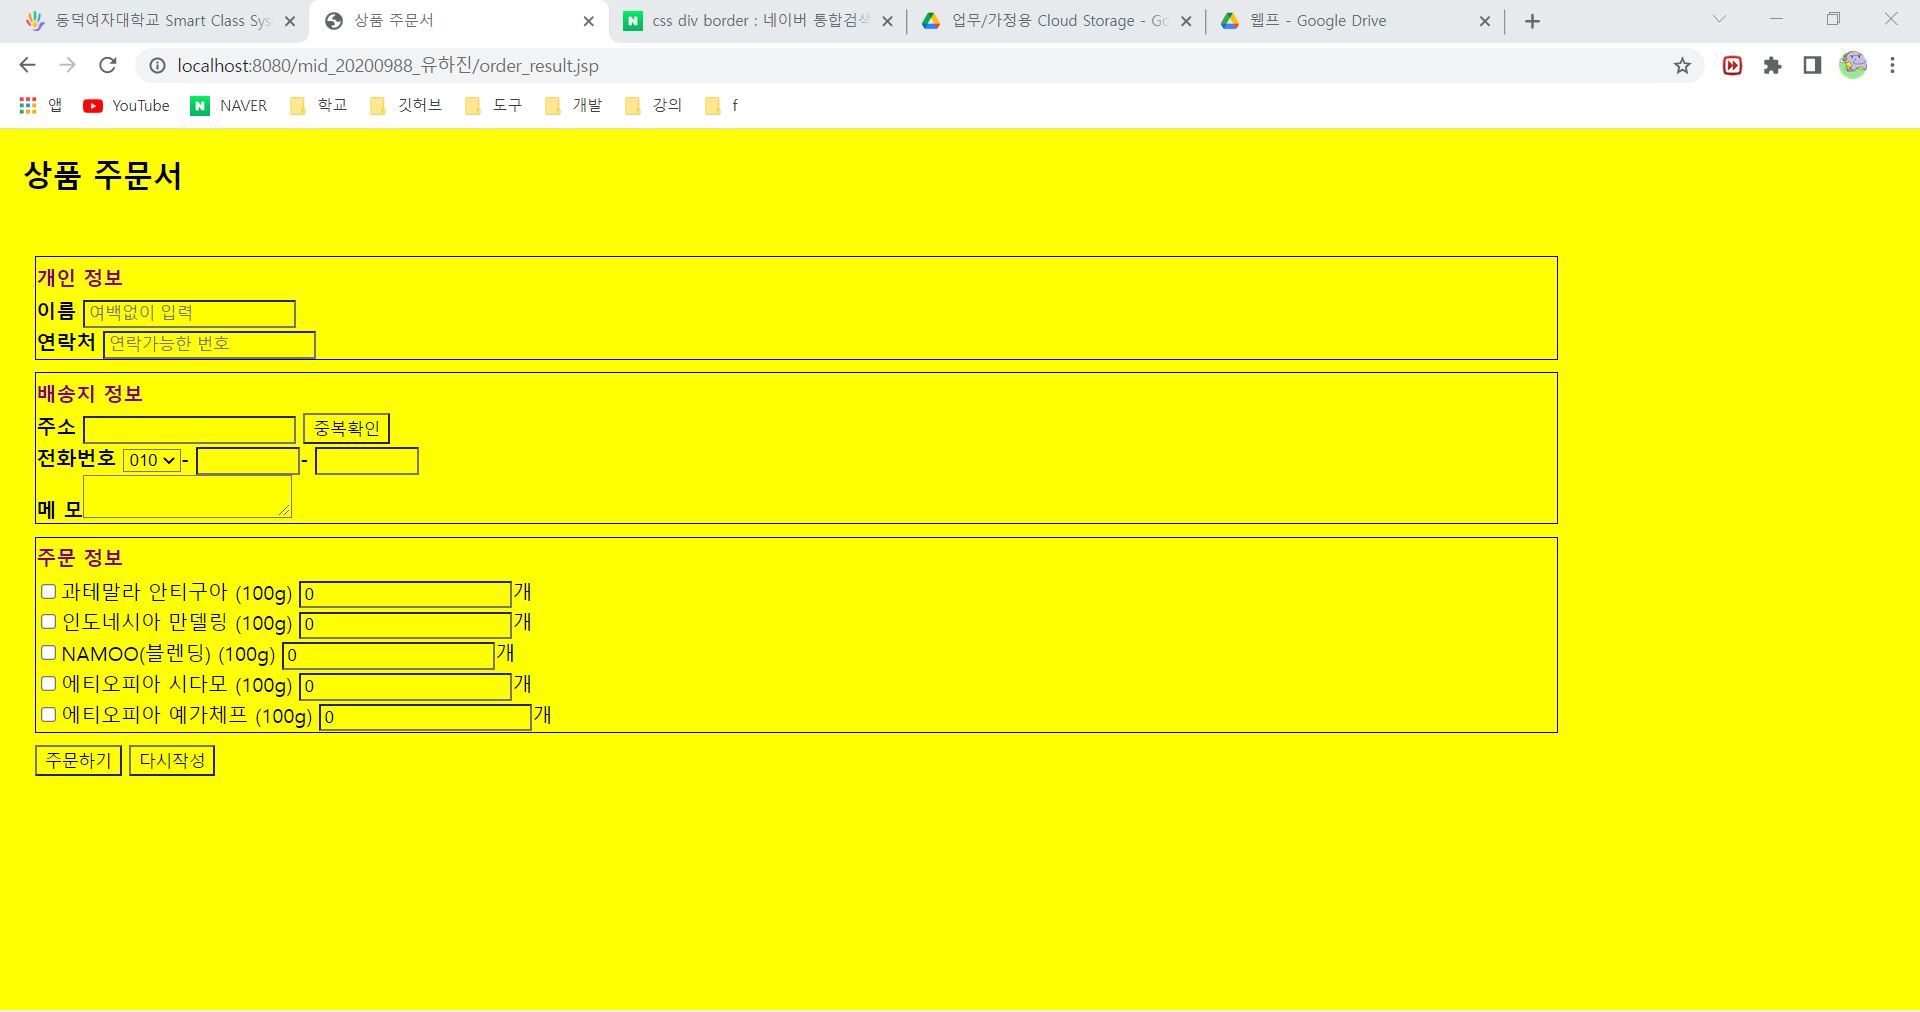 동덕여자대학교 Smart Class Sys
상품 주문서
css div border : 네이버 통합검색
업무/가정용 Cloud Storage - Go
웹프 - Google Drive
localhost:8080/mid_20200988_유하진/order_result.jsp
앱 YouTube NAVER 학교 깃허브 도구 개발 강의 f
상품 주문서
개인 정보
이름 여백없이 입력
연락처 연락가능한 번호
배송지 정보
주소 중복확인
전화번호 010 - -
메 모
주문 정보
과테말라 안티구아 (100g) 0 개
인도네시아 만델링 (100g) 0 개
NAMOO(블렌딩) (100g) 0 개
에티오피아 시다모 (100g) 0 개
에티오피아 예가체프 (100g) 0 개
주문하기 다시작성